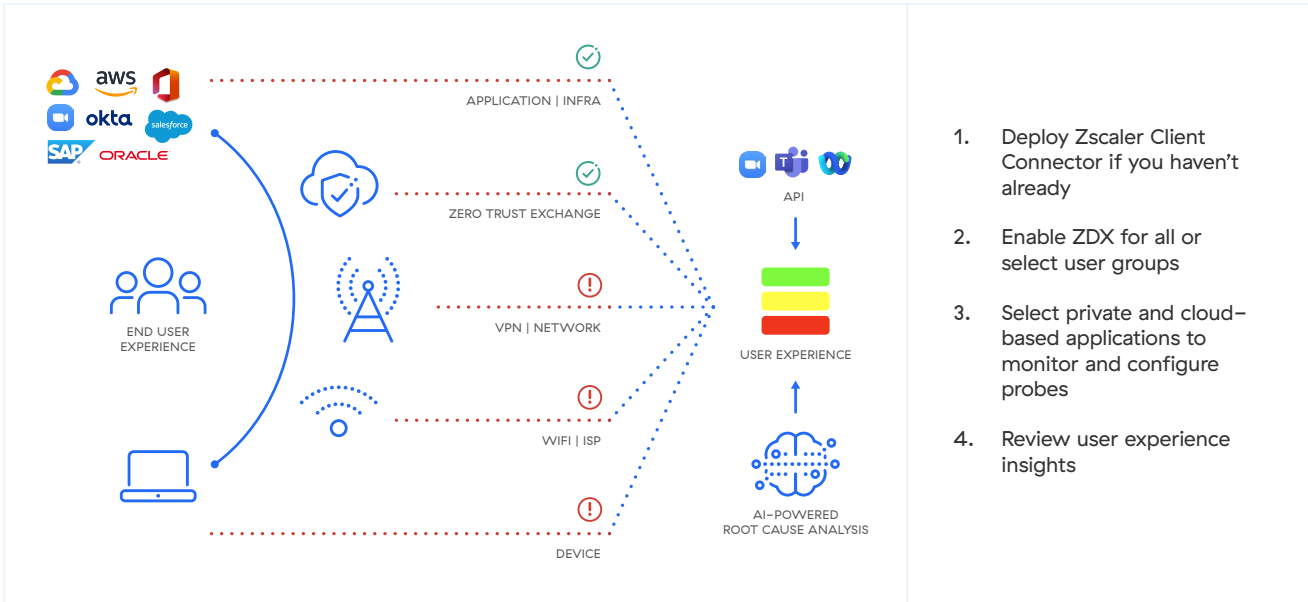 aws
okta
salesforce
SAP
ORACLE
END USER
EXPERIENCE
APPLICATION | INFRA
ZERO TRUST EXCHANGE
VPN | NETWORK
WIFI | ISP
DEVICE
T
API
USER EXPERIENCE
AI–POWERED
ROOT CAUSE ANALYSIS
1. Deploy Zscaler Client
Connector if you haven't
already
2. Enable ZDX for all or
select user groups
3. Select private and cloud–
based applications to
monitor and configure
probes
4. Review user experience
insights